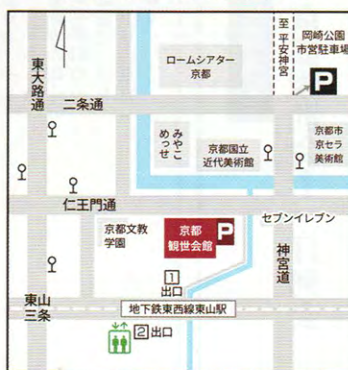 至 平安神宮
岡崎公園
市営駐車場
P
ロームシアター
京都
東大路通
二条通
みやこ
めっせ
京都国立
近代美術館
京都市
京セラ
美術館
仁王門通
セブンイレブン
京都文教
学園
京都
観世会館
P
神宮道
1
出口
東山
三条
地下鉄東西線東山駅
2 出口